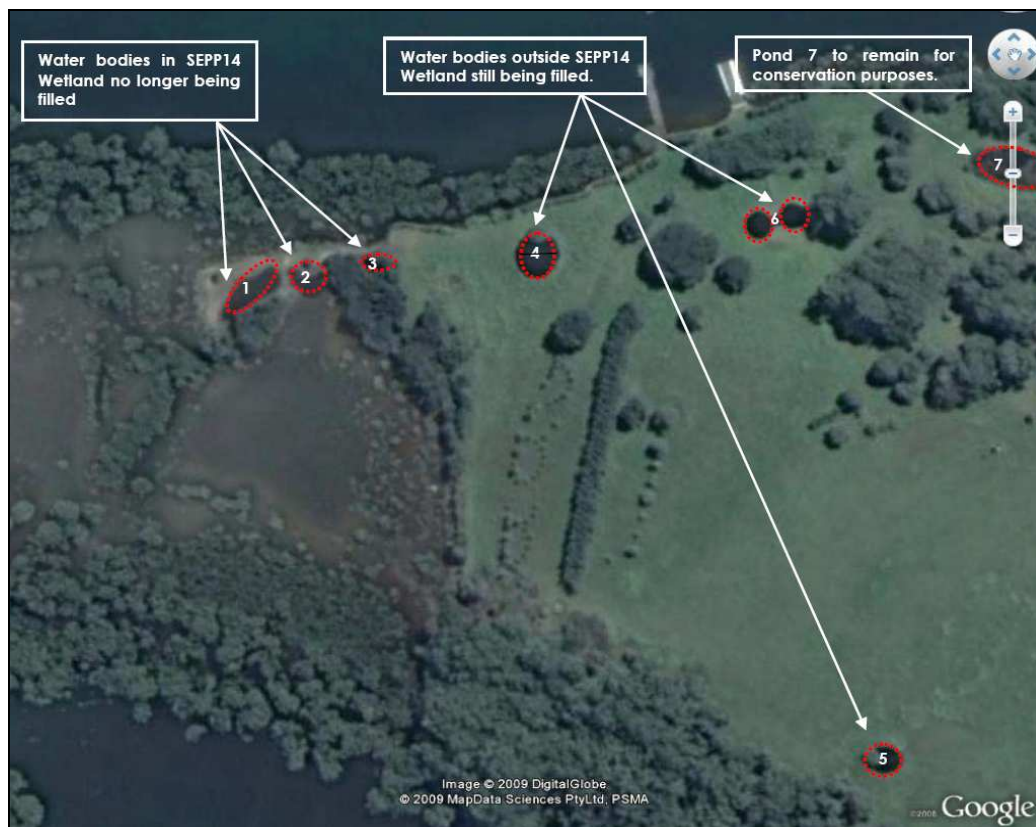 Water bodies in SEPP14
Wetland no longer being
filled
Water bodies outside SEPP14
Wetland still being filled.
Pond 7 to remain for
conservation purposes.
7
6
4
3
2
1
5
Image © 2009 DigitalGlobe
© 2009 MapData Sciences PtyLtd, PSMA
Google